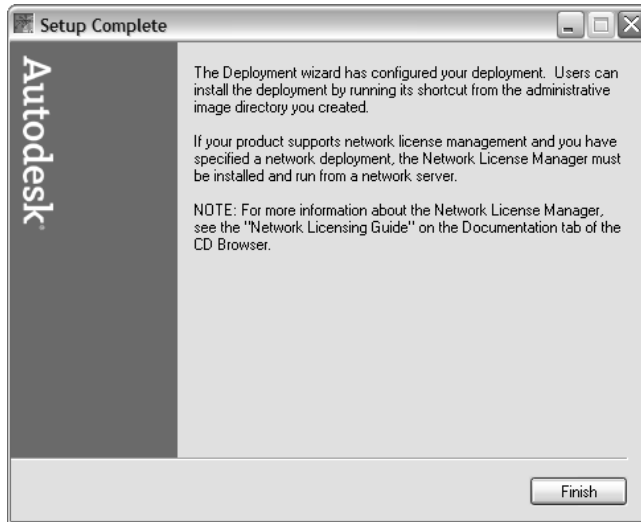 Setup Complete
Autodesk®
The Deployment wizard has configured your deployment. Users can
install the deployment by running its shortcut from the administrative
image directory you created.
If your product supports network license management and you have
specified a network deployment, the Network License Manager must
be installed and run from a network server.
NOTE: For more information about the Network License Manager,
see the "Network Licensing Guide" on the Documentation tab of the
CD Browser.
Finish